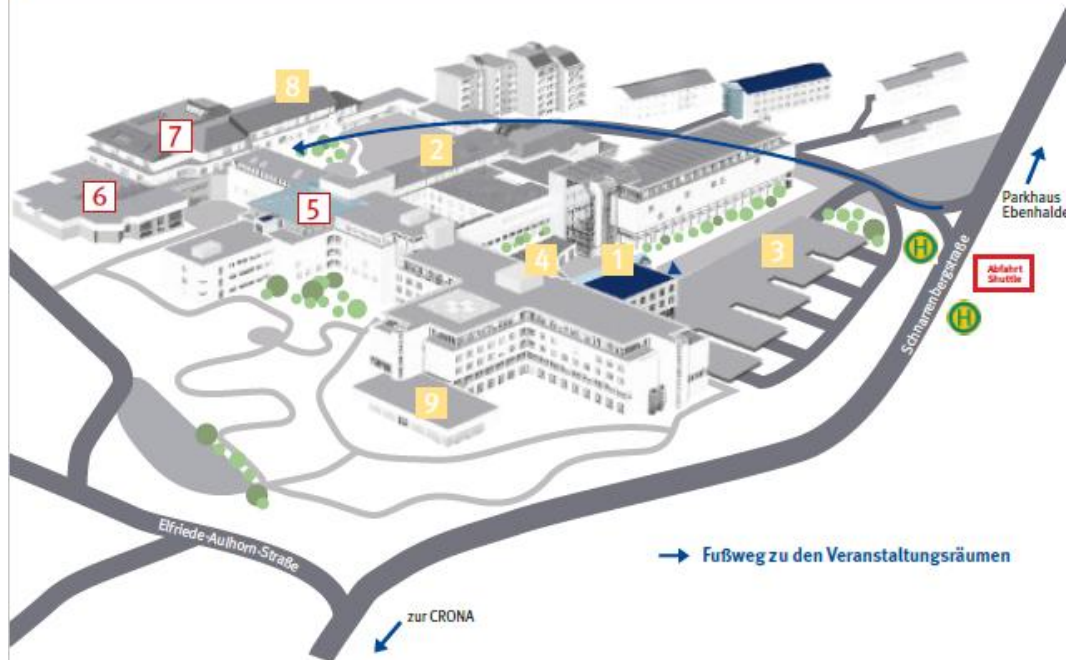 8
7
2
6
5
Parkhaus
Ebenhalde
4
1
3
H
Abfahrt
Shuttle
H
Schnarrenbergstraße
9
Elfriede-Aulhorn-Straße
→ Fußweg zu den Veranstaltungsräumen
zur CRONA